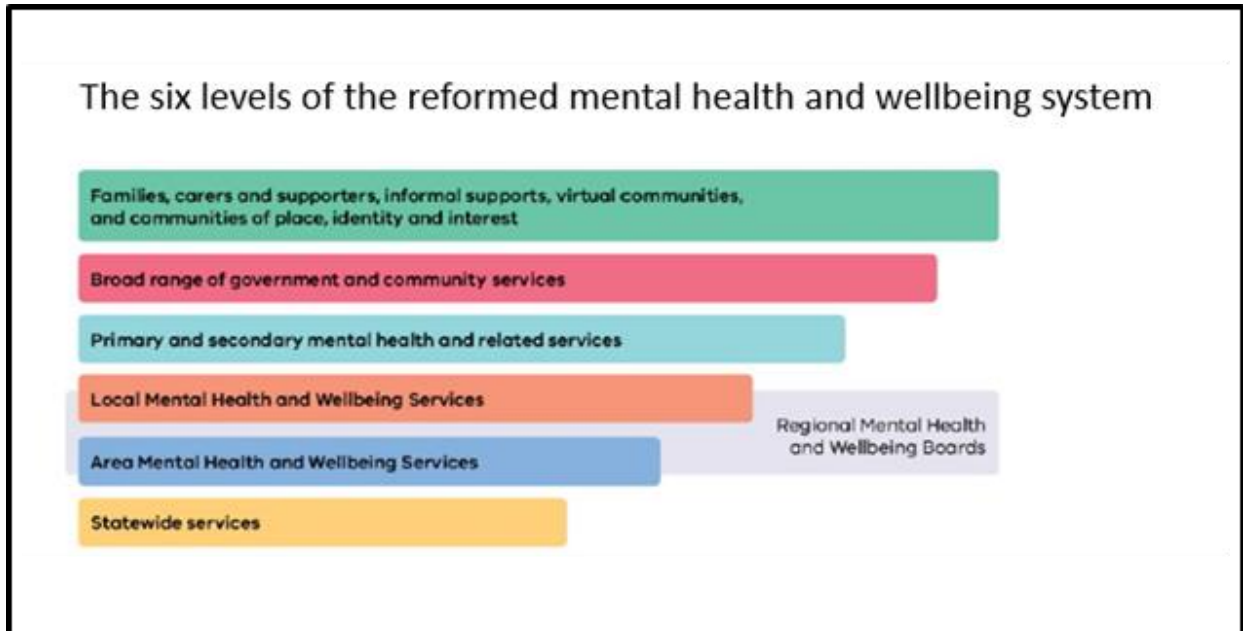 The six levels of the reformed mental health and wellbeing system
Families, carers and supporters, informal supports, virtual communities,
and communities of place, identity and interest
Broad range of government and community services
Primary and secondary mental health and related services
Local Mental Health and Wellbeing Services
Regional Mental Health
and Wellbeing Boards
Area Mental Health and Wellbeing Services
Statewide services